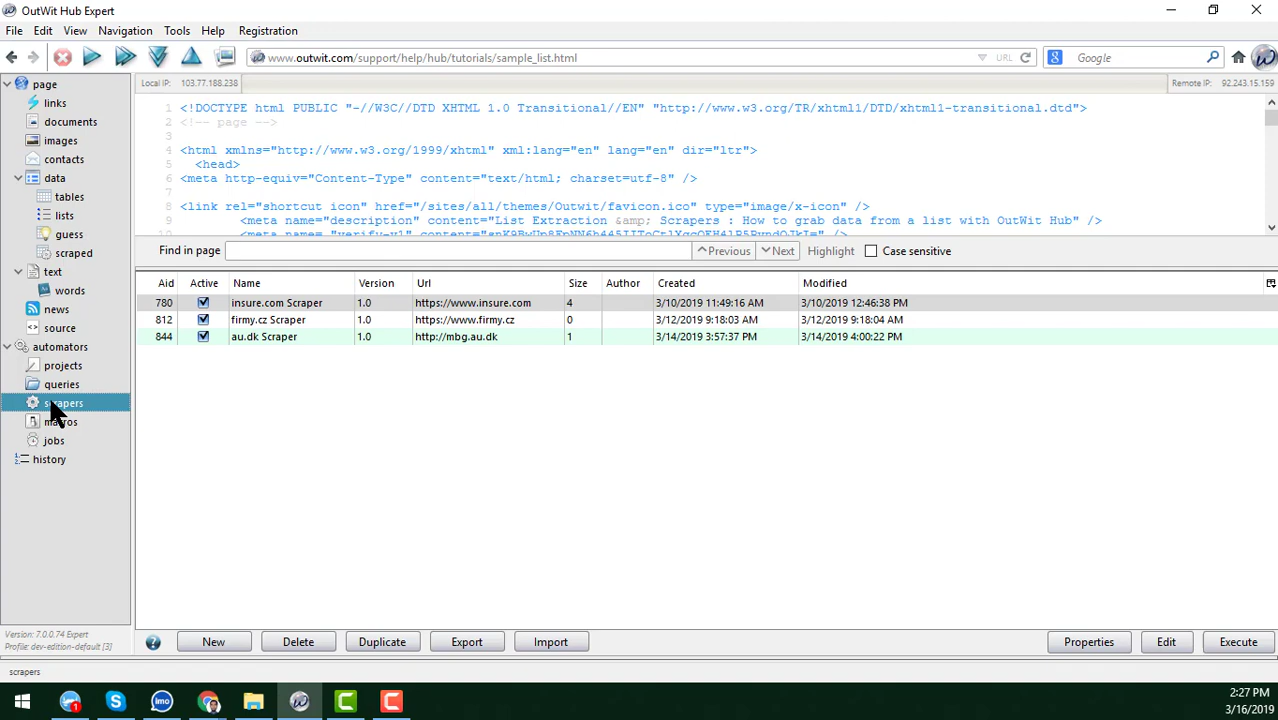 OutWit Hub Expert
File Edit View Navigation Tools Help Registration
www.outwit.com/support/help/hub/tutorials/sample_list.html URL Google
page
links
documents
images
contacts
data
tables
lists
guess
scraped
text
words
news
source
automators
projects
queries
scrapers
macros
jobs
history
Version: 7.0.0.74 Expert
Profile: dev-edition-default [3]
Local IP: 103.77.188.238 Remote IP: 92.243.15.159
1 <!DOCTYPE html PUBLIC "-//W3C//DTD XHTML 1.0 Transitional//EN" "http://www.w3.org/TR/xhtml1/DTD/xhtml1-transitional.dtd">
2 <!-- page -->
3
4 <html xmlns="http://www.w3.org/1999/xhtml" xml:lang="en" lang="en" dir="ltr">
5 <head>
6 <meta http-equiv="Content-Type" content="text/html; charset=utf-8" />
7
8 <link rel="shortcut icon" href="/sites/all/themes/Outwit/favicon.ico" type="image/x-icon" />
9 <meta name="description" content="List Extraction &amp; Scrapers : How to grab data from a list with OutWit Hub" />
10 <meta name="verify-v1"
Find in page Previous Next Highlight Case sensitive
Aid Active Name Version Url Size Author Created Modified
780 insure.com Scraper 1.0 https://www.insure.com 4 3/10/2019 11:49:16 AM 3/10/2019 12:46:38 PM
812 firmy.cz Scraper 1.0 https://www.firmy.cz 0 3/12/2019 9:18:03 AM 3/12/2019 9:18:04 AM
844 au.dk Scraper 1.0 http://mbg.au.dk 1 3/14/2019 3:57:37 PM 3/14/2019 4:00:22 PM
? New Delete Duplicate Export Import Properties Edit Execute
scrapers
2:27 PM
3/16/2019